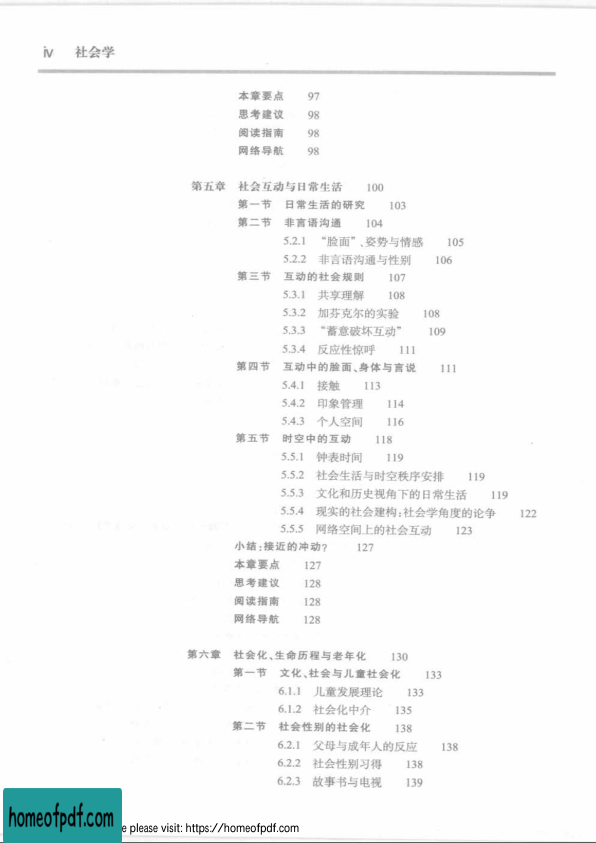 iv 社会学
本章要点 97
思考建议 98
阅读指南 98
网络导航 98
第五章 社会互动与日常生活 100
第一节 日常生活的研究 103
第二节 非言语沟通 104
5.2.1 “脸面”、姿势与情感 105
5.2.2 非言语沟通与性别 106
第三节 互动的社会规则 107
5.3.1 共享理解 108
5.3.2 加芬克尔的实验 108
5.3.3 “蓄意破坏互动” 109
5.3.4 反应性惊呼 111
第四节 互动中的脸面、身体与言说 111
5.4.1 接触 113
5.4.2 印象管理 114
5.4.3 个人空间 116
第五节 时空中的互动 118
5.5.1 钟表时间 119
5.5.2 社会生活与时空秩序安排 119
5.5.3 文化和历史视角下的日常生活 119
5.5.4 现实的社会建构:社会学角度的论争 122
5.5.5 网络空间上的社会互动 123
小结:接近的冲动? 127
本章要点 127
思考建议 128
阅读指南 128
网络导航 128
第六章 社会化、生命历程与老年化 130
第一节 文化、社会与儿童社会化 133
6.1.1 儿童发展理论 133
6.1.2 社会化中介 135
第二节 社会性别的社会化 138
6.2.1 父母与成年人的反应 138
6.2.2 社会性别习得 138
6.2.3 故事书与电视 139
homeofpdf.com
e please visit: https://homeofpdf.com